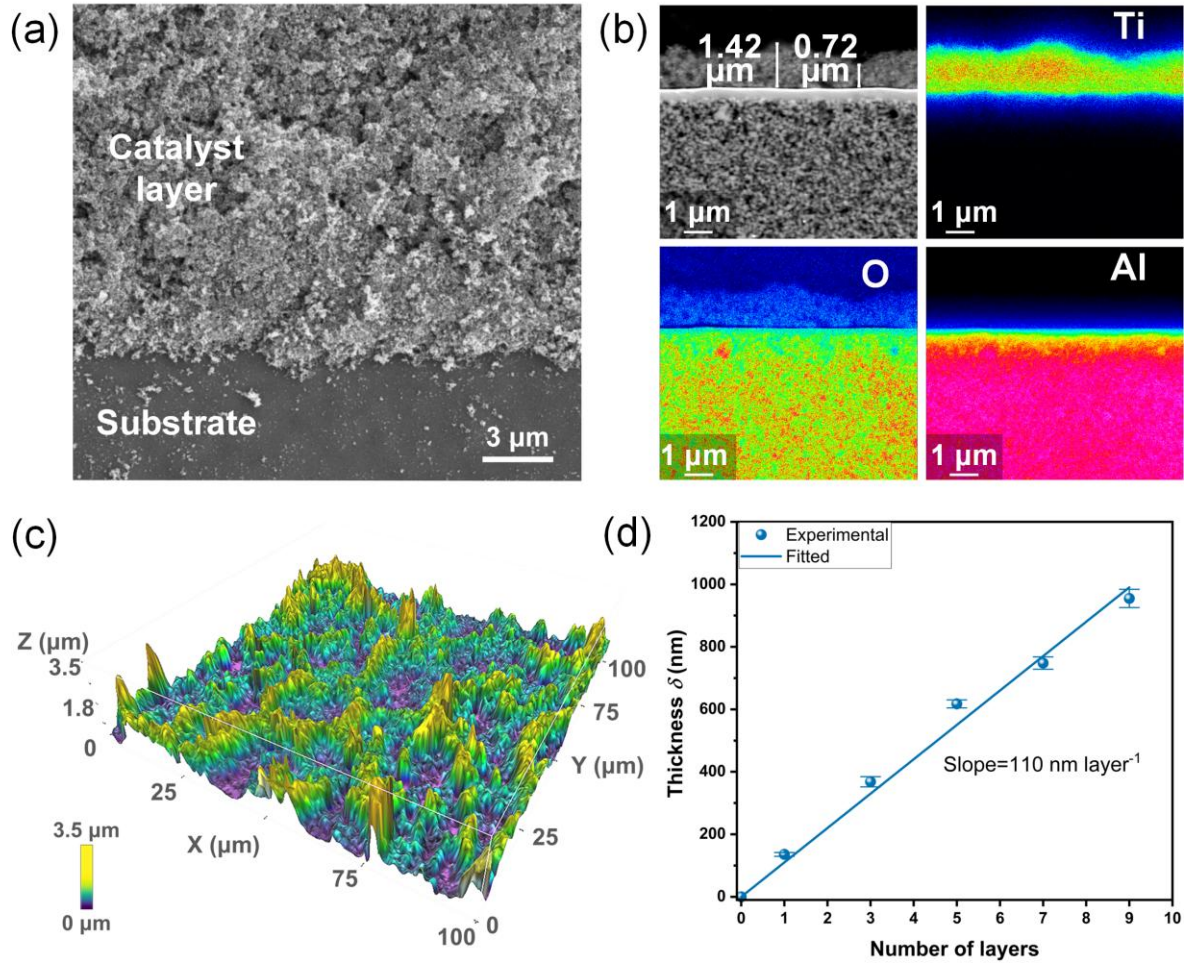 (a)
Catalyst
layer
Substrate
3 µm
(b)
1.42
µm
0.72
µm
1 µm
Ti
1 µm
O
1 µm
Al
1 µm
(c)
Z (µm)
3.5
1.8
0
25
X (µm)
75
100
0
25
Y (µm)
75
100
3.5 µm
0 µm
(d)
Experimental
Fitted
1200
1000
800
600
400
200
0
Thickness δ (nm)
Slope=110 nm layer⁻¹
0 1 2 3 4 5 6 7 8 9 10
Number of layers